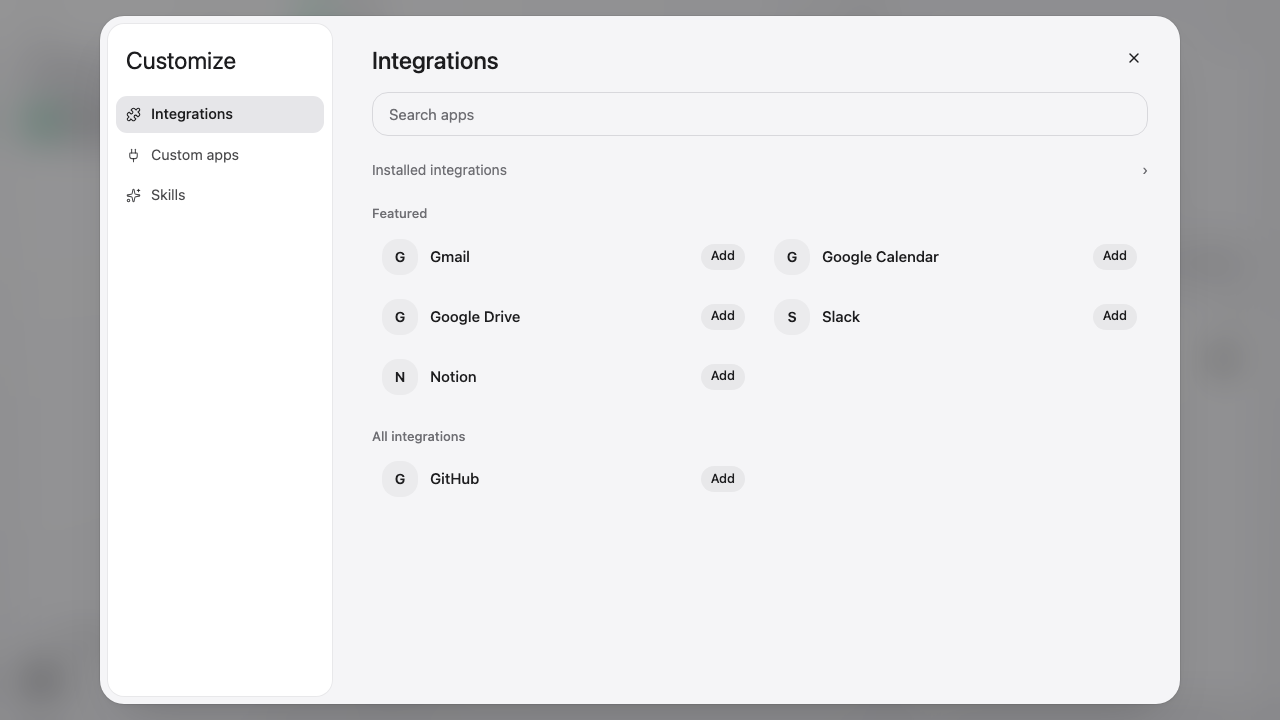 Customize
Integrations
Custom apps
Skills
Integrations
×
Search apps
Installed integrations ›
Featured
G Gmail Add
G Google Calendar Add
G Google Drive Add
S Slack Add
N Notion Add
All integrations
G GitHub Add